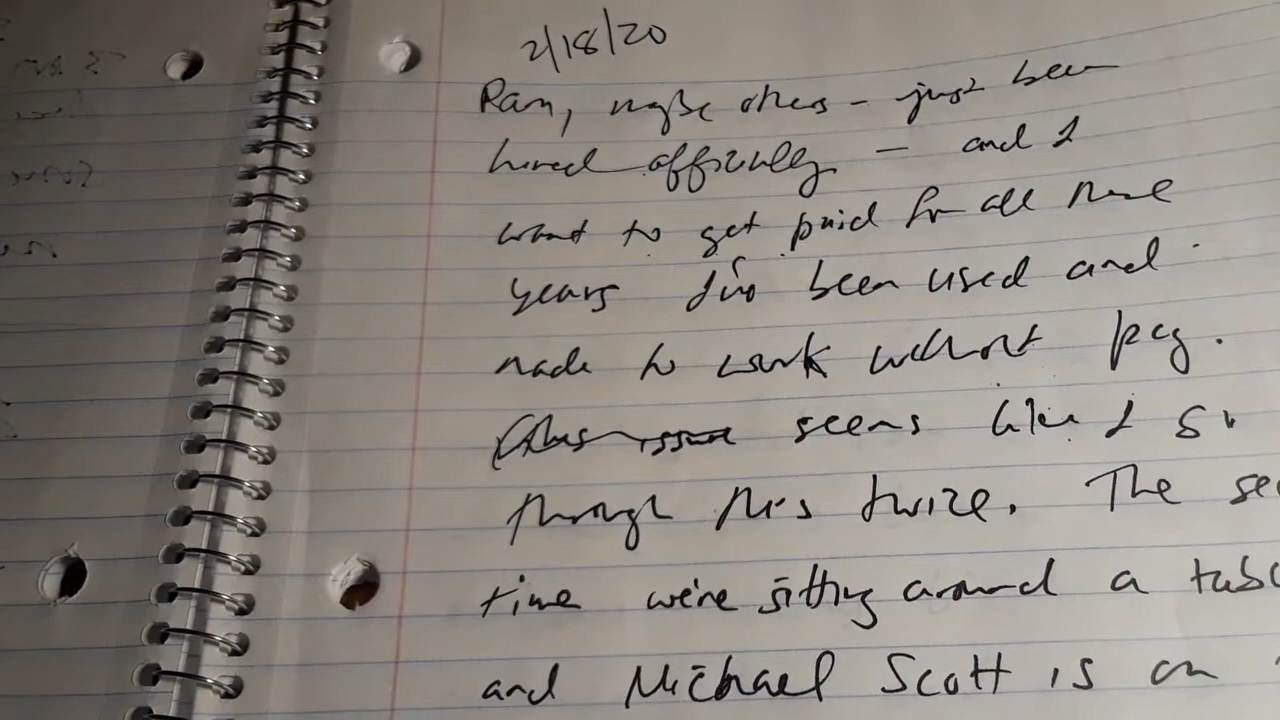 2/18/20
Pam, maybe others - just been
hired officially - and I
want to get paid for all these
years I've been used and
made to work without pay.
seems like I go
through this twice. The
time we're sitting around a
and Michael Scott is on